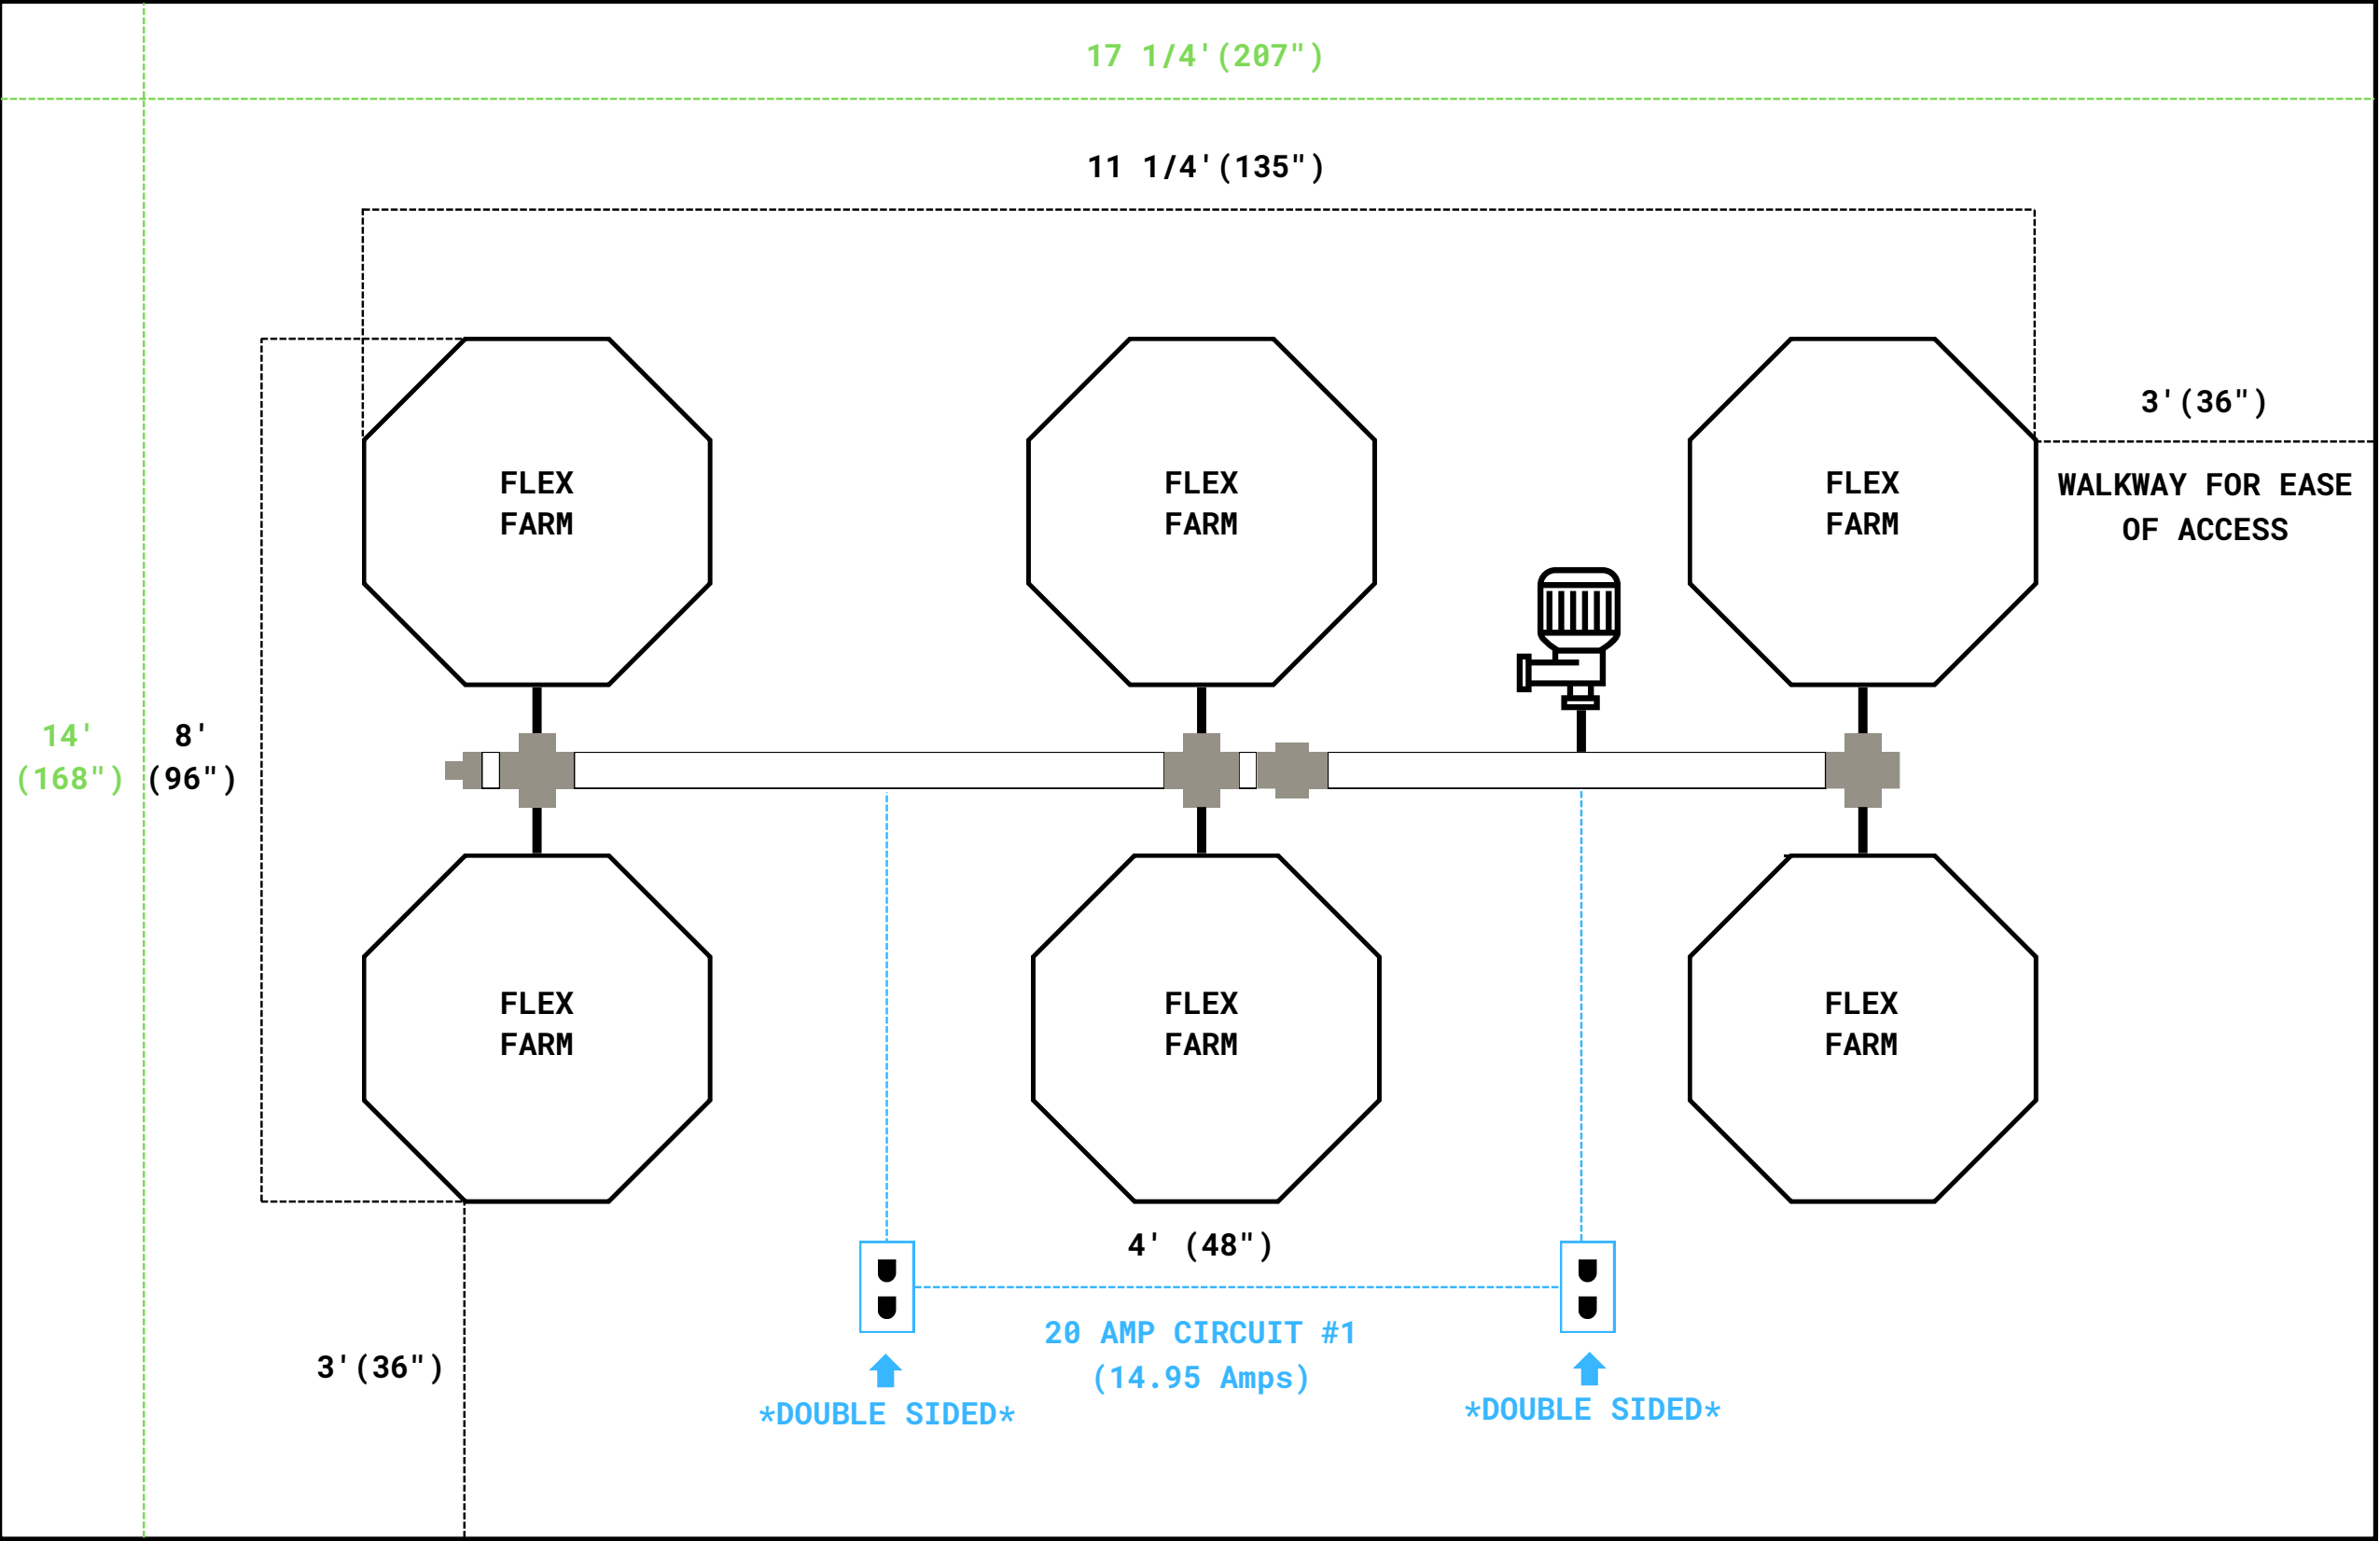 17 1/4'(207")
11 1/4'(135")
3'(36")
WALKWAY FOR EASE
OF ACCESS
FLEX
FARM
FLEX
FARM
FLEX
FARM
14'
(168")
8'
(96")
FLEX
FARM
FLEX
FARM
FLEX
FARM
4' (48")
20 AMP CIRCUIT #1
(14.95 Amps)
3'(36")
*DOUBLE SIDED*
*DOUBLE SIDED*